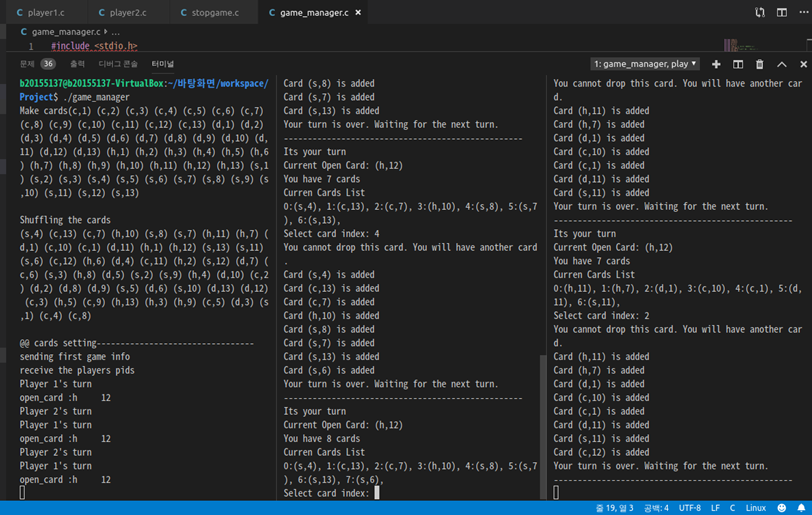 C player1.c
C player2.c
C stopgame.c
C game_manager.c ×
C game_manager.c › ...
1 #include <stdio.h>
문제 36 출력 디버그 콘솔 터미널
1: game_manager, play
b20155137@b20155137-VirtualBox:~/바탕화면/workspace/
Project$ ./game_manager
Make cards(c,1) (c,2) (c,3) (c,4) (c,5) (c,6) (c,7)
(c,8) (c,9) (c,10) (c,11) (c,12) (c,13) (d,1) (d,2)
(d,3) (d,4) (d,5) (d,6) (d,7) (d,8) (d,9) (d,10) (d,
11) (d,12) (d,13) (h,1) (h,2) (h,3) (h,4) (h,5) (h,6
) (h,7) (h,8) (h,9) (h,10) (h,11) (h,12) (h,13) (s,1
) (s,2) (s,3) (s,4) (s,5) (s,6) (s,7) (s,8) (s,9) (s
,10) (s,11) (s,12) (s,13)
Shuffling the cards
(s,4) (c,13) (c,7) (h,10) (s,8) (s,7) (h,11) (h,7) (
d,1) (c,10) (c,1) (d,11) (h,1) (h,12) (s,13) (s,11)
(s,6) (c,12) (h,6) (d,4) (c,11) (h,2) (s,12) (d,7) (
c,6) (s,3) (h,8) (d,5) (s,2) (s,9) (h,4) (d,10) (c,2
) (d,2) (d,8) (d,9) (s,5) (d,6) (s,10) (d,13) (d,12)
(c,3) (h,5) (c,9) (h,13) (h,3) (h,9) (c,5) (d,3) (s
,1) (c,4) (c,8)
@@ cards setting---------------------------------
sending first game info
receive the players pids
Player 1's turn
open_card :h 12
Player 2's turn
Player 1's turn
open_card :h 12
Player 2's turn
Player 1's turn
open_card :h 12
Card (s,8) is added
Card (s,7) is added
Card (s,13) is added
Your turn is over. Waiting for the next turn.
---------------------------------------------------
Its your turn
Current Open Card: (h,12)
You have 7 cards
Curren Cards List
0:(s,4), 1:(c,13), 2:(c,7), 3:(h,10), 4:(s,8), 5:(s,7
), 6:(s,13),
Select card index: 4
You cannot drop this card. You will have another card
.
Card (s,4) is added
Card (c,13) is added
Card (c,7) is added
Card (h,10) is added
Card (s,8) is added
Card (s,7) is added
Card (s,13) is added
Card (s,6) is added
Your turn is over. Waiting for the next turn.
---------------------------------------------------
Its your turn
Current Open Card: (h,12)
You have 8 cards
Curren Cards List
0:(s,4), 1:(c,13), 2:(c,7), 3:(h,10), 4:(s,8), 5:(s,7
), 6:(s,13), 7:(s,6),
Select card index:
You cannot drop this card. You will have another car
d.
Card (h,11) is added
Card (h,7) is added
Card (d,1) is added
Card (c,10) is added
Card (c,1) is added
Card (d,11) is added
Card (s,11) is added
Your turn is over. Waiting for the next turn.
---------------------------------------------------
Its your turn
Current Open Card: (h,12)
You have 7 cards
Curren Cards List
0:(h,11), 1:(h,7), 2:(d,1), 3:(c,10), 4:(c,1), 5:(d,
11), 6:(s,11),
Select card index: 2
You cannot drop this card. You will have another car
d.
Card (h,11) is added
Card (h,7) is added
Card (d,1) is added
Card (c,10) is added
Card (c,1) is added
Card (d,11) is added
Card (s,11) is added
Card (c,12) is added
Your turn is over. Waiting for the next turn.
---------------------------------------------------
줄 19, 열 3 공백: 4 UTF-8 LF C Linux